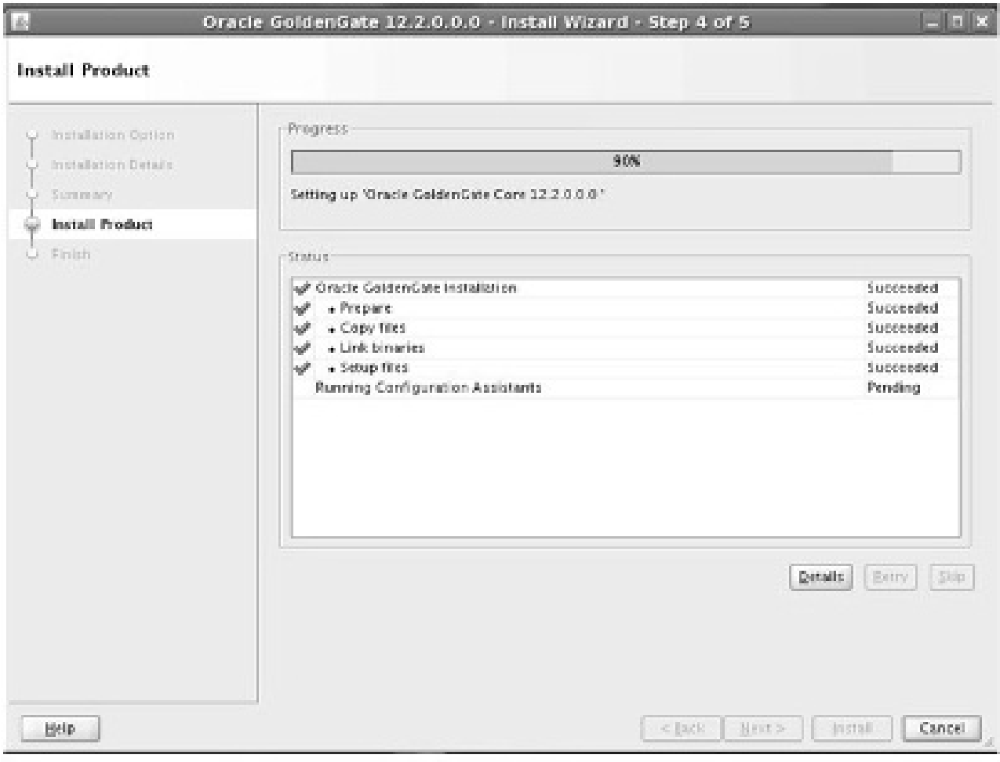 Oracle GoldenGate 12.2.0.0.0 - Install Wizard - Step 4 of 5
Install Product
Installation Option
Installation Details
Summary
Install Product
Finish
Progress
90%
Setting up 'Oracle GoldenGate Core 12.2.0.0.0 '
Status
Oracle GoldenGate Installation Succeeded
• Prepare Succeeded
• Copy files Succeeded
• Link binaries Succeeded
• Setup files Succeeded
Running Configuration Assistants Pending
Details Retry Skip
Help < Back Next > Install Cancel